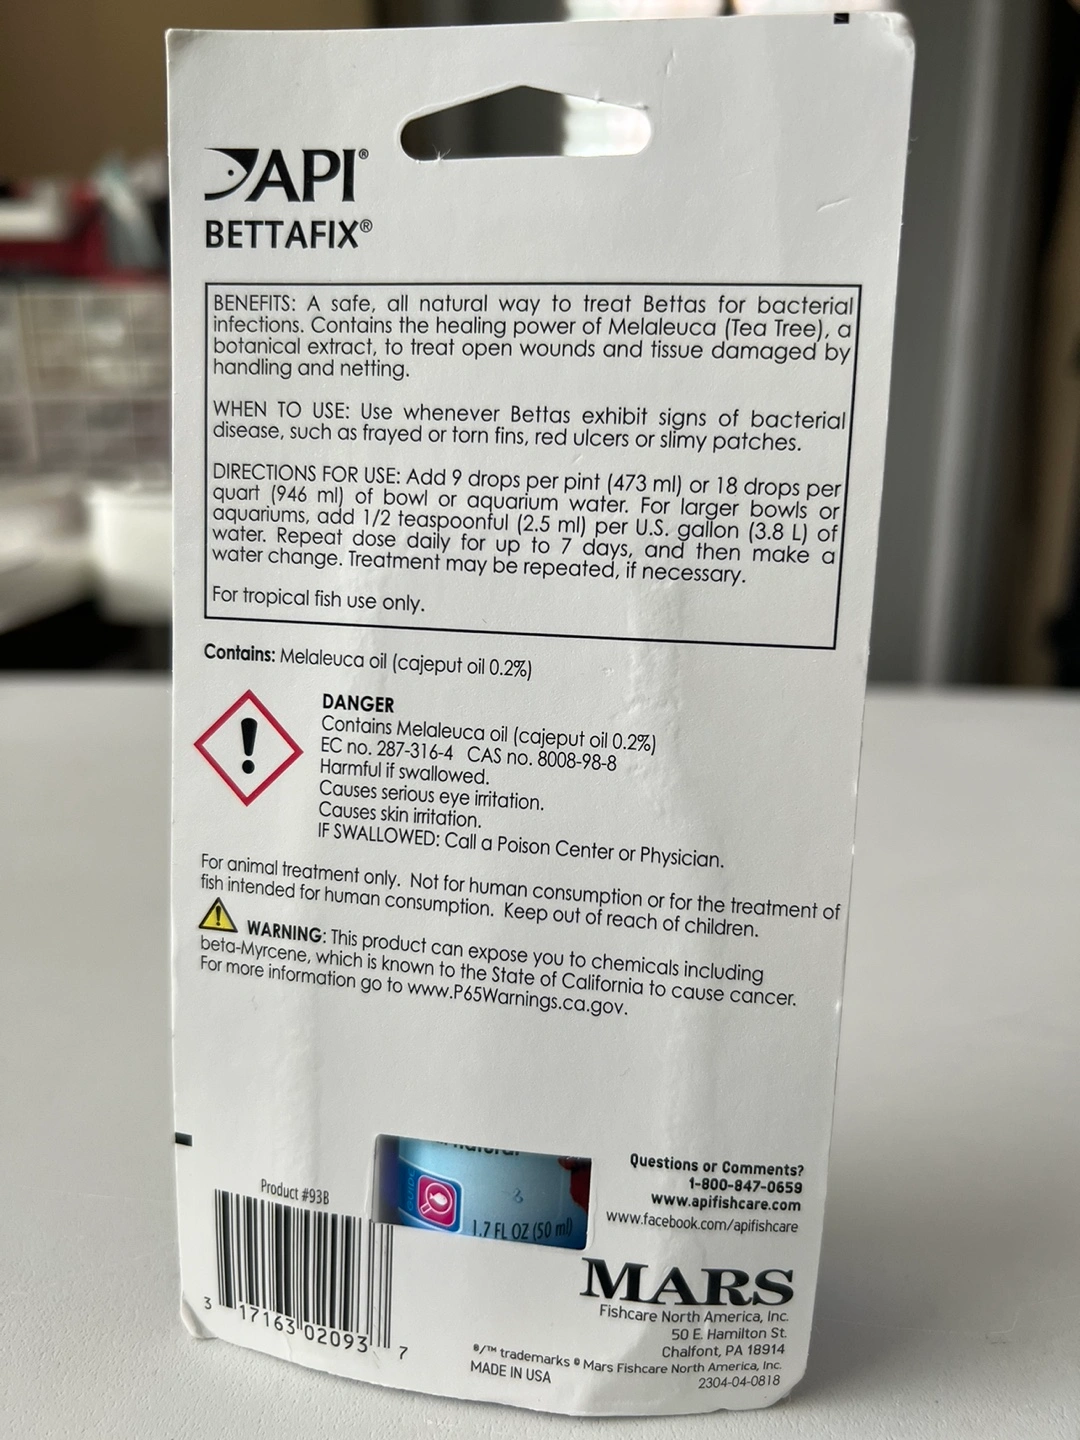 API®
BETTAFIX®
BENEFITS: A safe, all natural way to treat Bettas for bacterial
infections. Contains the healing power of Melaleuca (Tea Tree), a
botanical extract, to treat open wounds and tissue damaged by
handling and netting.
WHEN TO USE: Use whenever Bettas exhibit signs of bacterial
disease, such as frayed or torn fins, red ulcers or slimy patches.
DIRECTIONS FOR USE: Add 9 drops per pint (473 ml) or 18 drops per
quart (946 ml) of bowl or aquarium water. For larger bowls or
aquariums, add 1/2 teaspoonful (2.5 ml) per U.S. gallon (3.8 L) of
water. Repeat dose daily for up to 7 days, and then make a
water change. Treatment may be repeated, if necessary.
For tropical fish use only.
Contains: Melaleuca oil (cajeput oil 0.2%)
DANGER
Contains Melaleuca oil (cajeput oil 0.2%)
EC no. 287-316-4 CAS no. 8008-98-8
Harmful if swallowed.
Causes serious eye irritation.
Causes skin irritation.
IF SWALLOWED: Call a Poison Center or Physician.
For animal treatment only. Not for human consumption or for the treatment of
fish intended for human consumption. Keep out of reach of children.
WARNING: This product can expose you to chemicals including
beta-Myrcene, which is known to the State of California to cause cancer.
For more information go to www.P65Warnings.ca.gov.
Product #93B
3 17163 02093 7
GUIDE
1.7 FL OZ (50 ml)
Questions or Comments?
1-800-847-0659
www.apifishcare.com
www.facebook.com/apifishcare
MARS
Fishcare North America, Inc.
50 E. Hamilton St.
Chalfont, PA 18914
®/™ trademarks © Mars Fishcare North America, Inc.
MADE IN USA
2304-04-0818